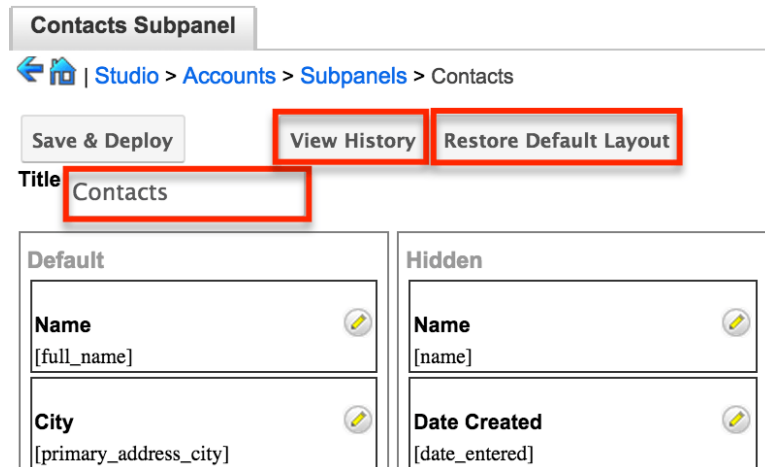 Contacts Subpanel
| Studio > Accounts > Subpanels > Contacts
Save & Deploy View History Restore Default Layout
Title Contacts
Default Hidden
Name Name
[full_name] [name]
City Date Created
[primary_address_city] [date_entered]